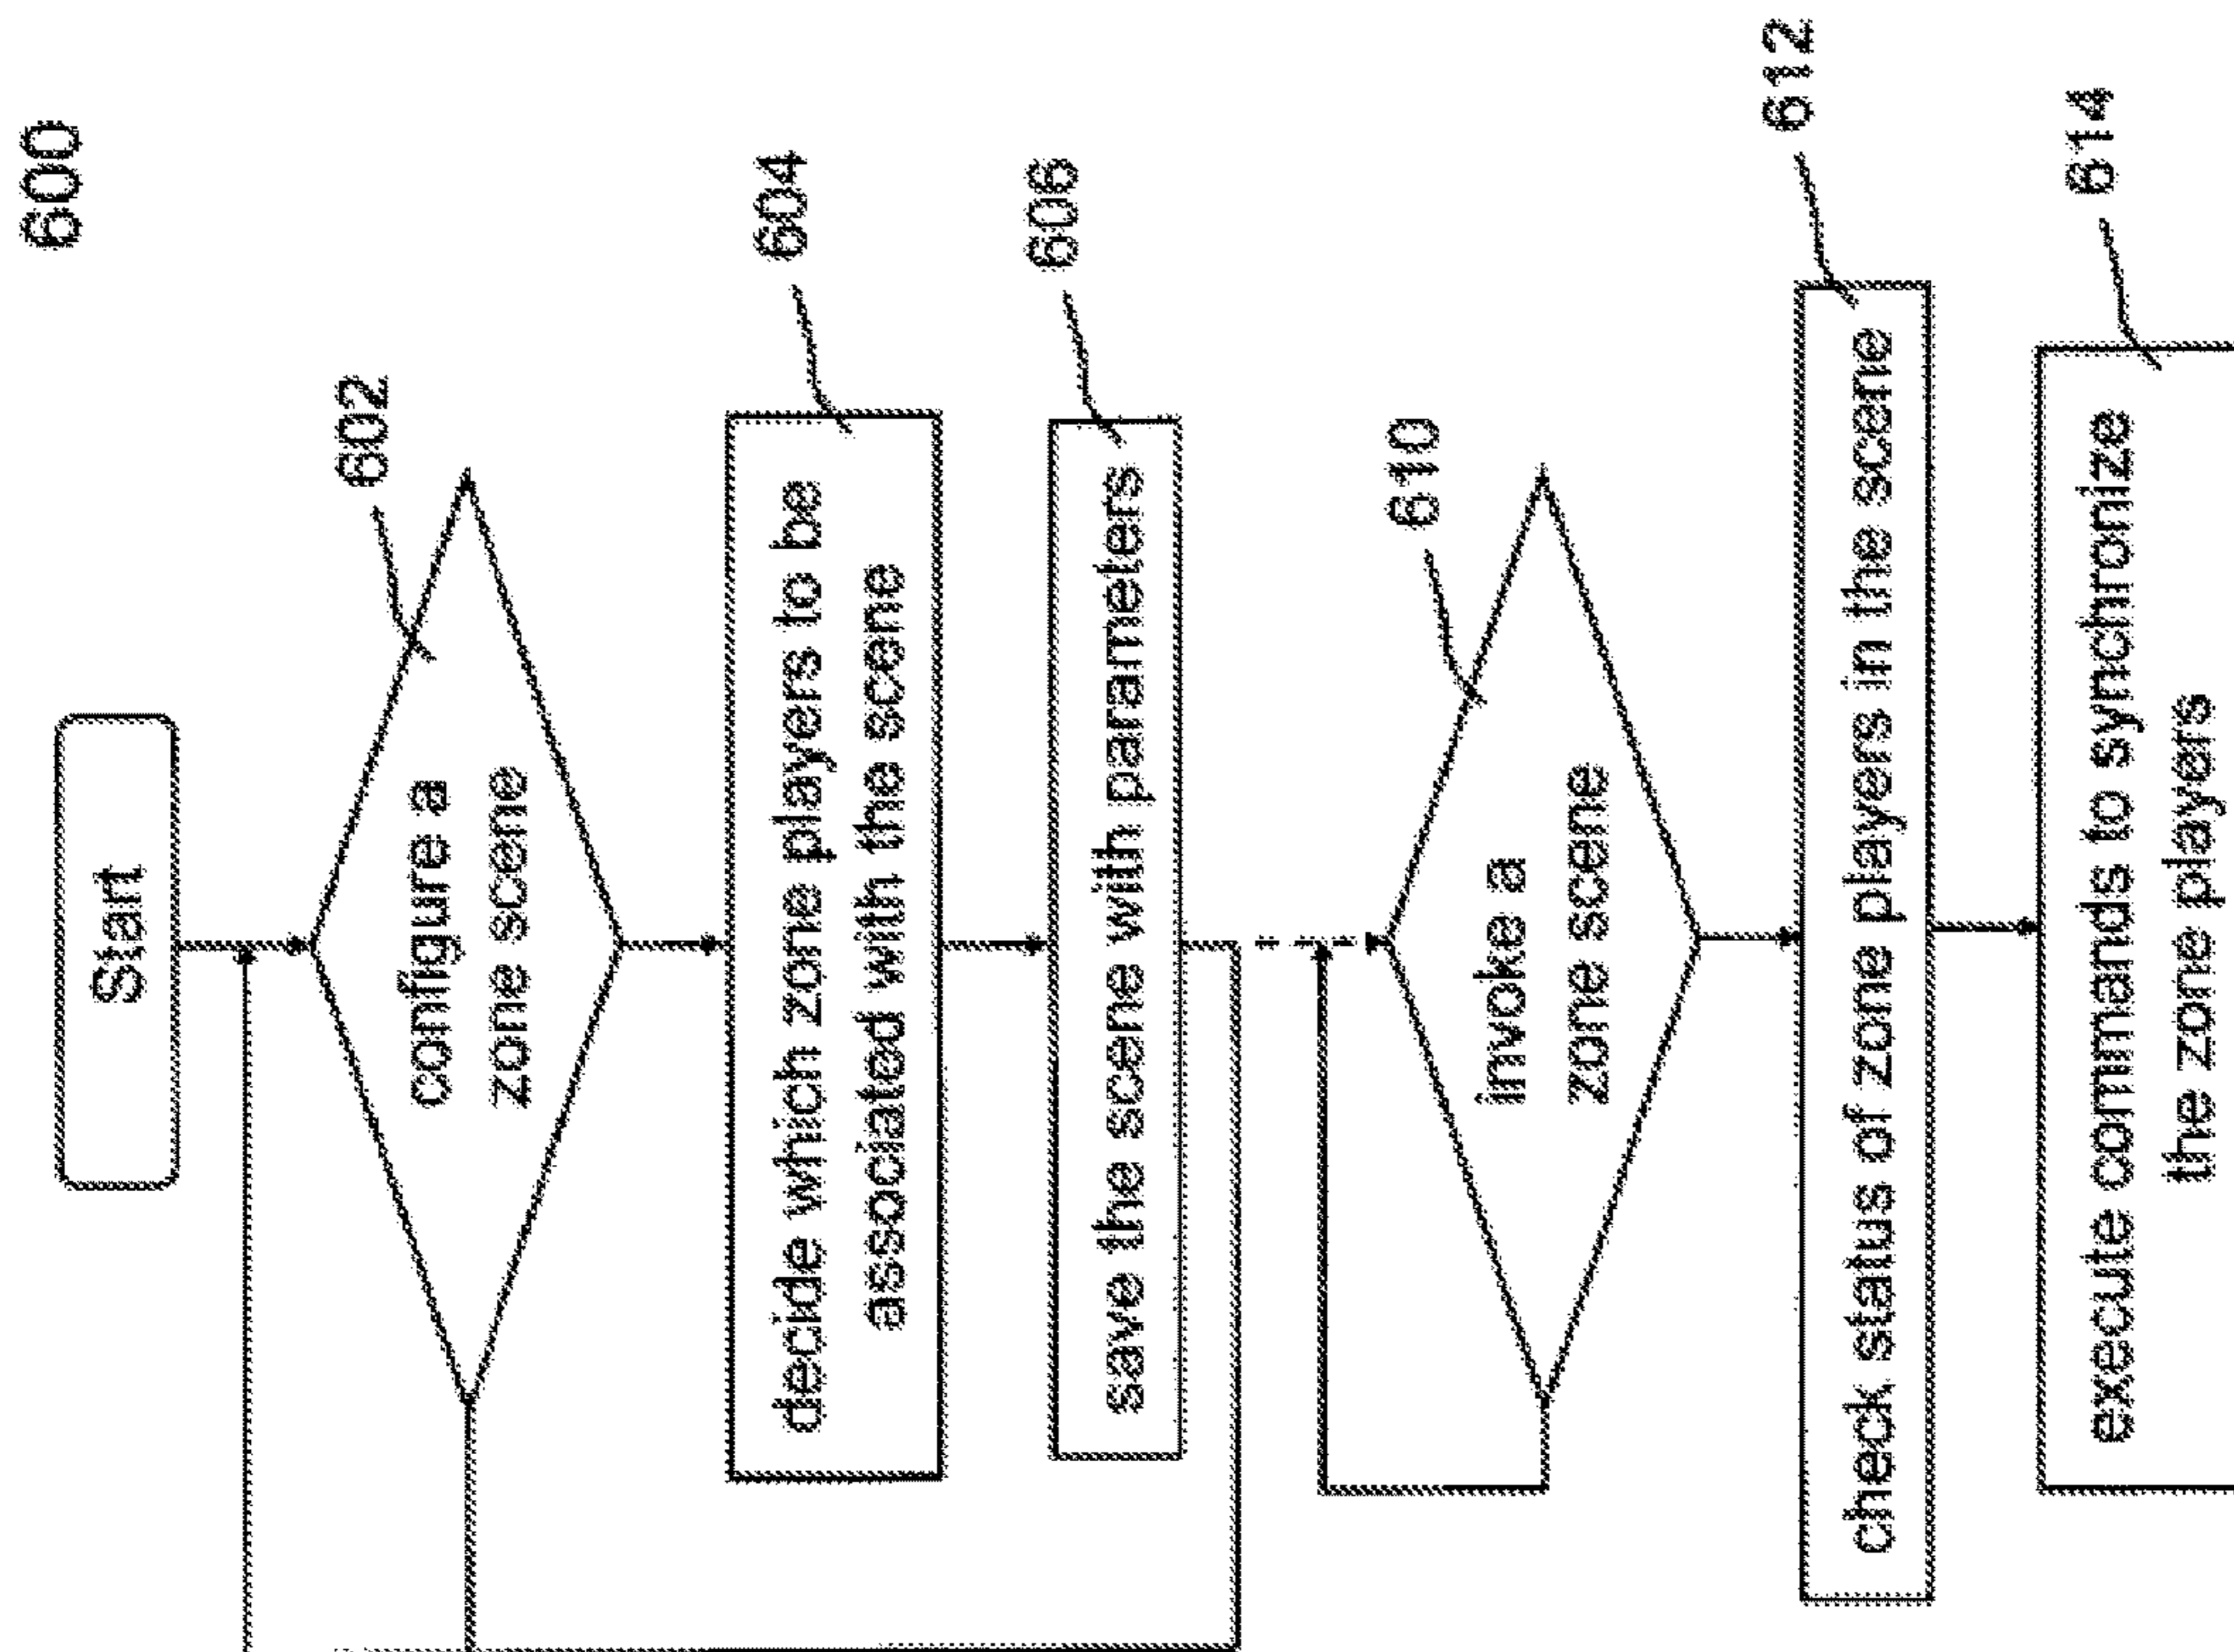 600
Start
602
configure a
zone scene
604
decide which zone players to be
associated with the scene
606
save the scene with parameters
610
invoke a
zone scene
612
check status of zone players in the scene
614
execute commands to synchronize
the zone players